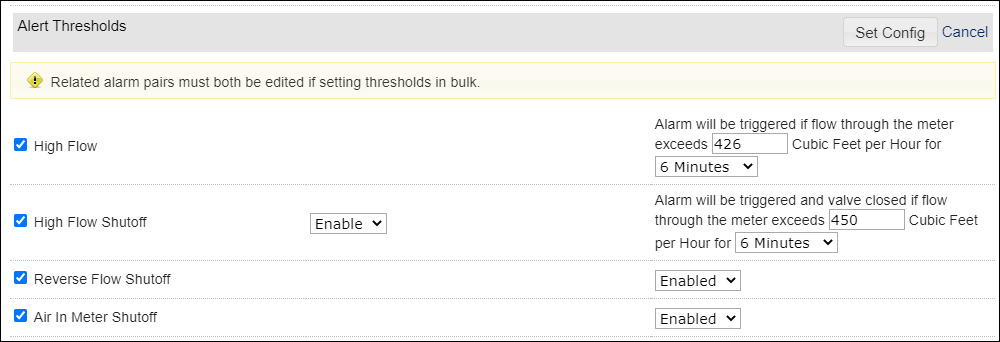 Alert Thresholds
Set Config Cancel
Related alarm pairs must both be edited if setting thresholds in bulk.
High Flow
Alarm will be triggered if flow through the meter
exceeds 426 Cubic Feet per Hour for
6 Minutes
High Flow Shutoff
Enable
Alarm will be triggered and valve closed if flow
through the meter exceeds 450 Cubic Feet
per Hour for 6 Minutes
Reverse Flow Shutoff
Enabled
Air In Meter Shutoff
Enabled